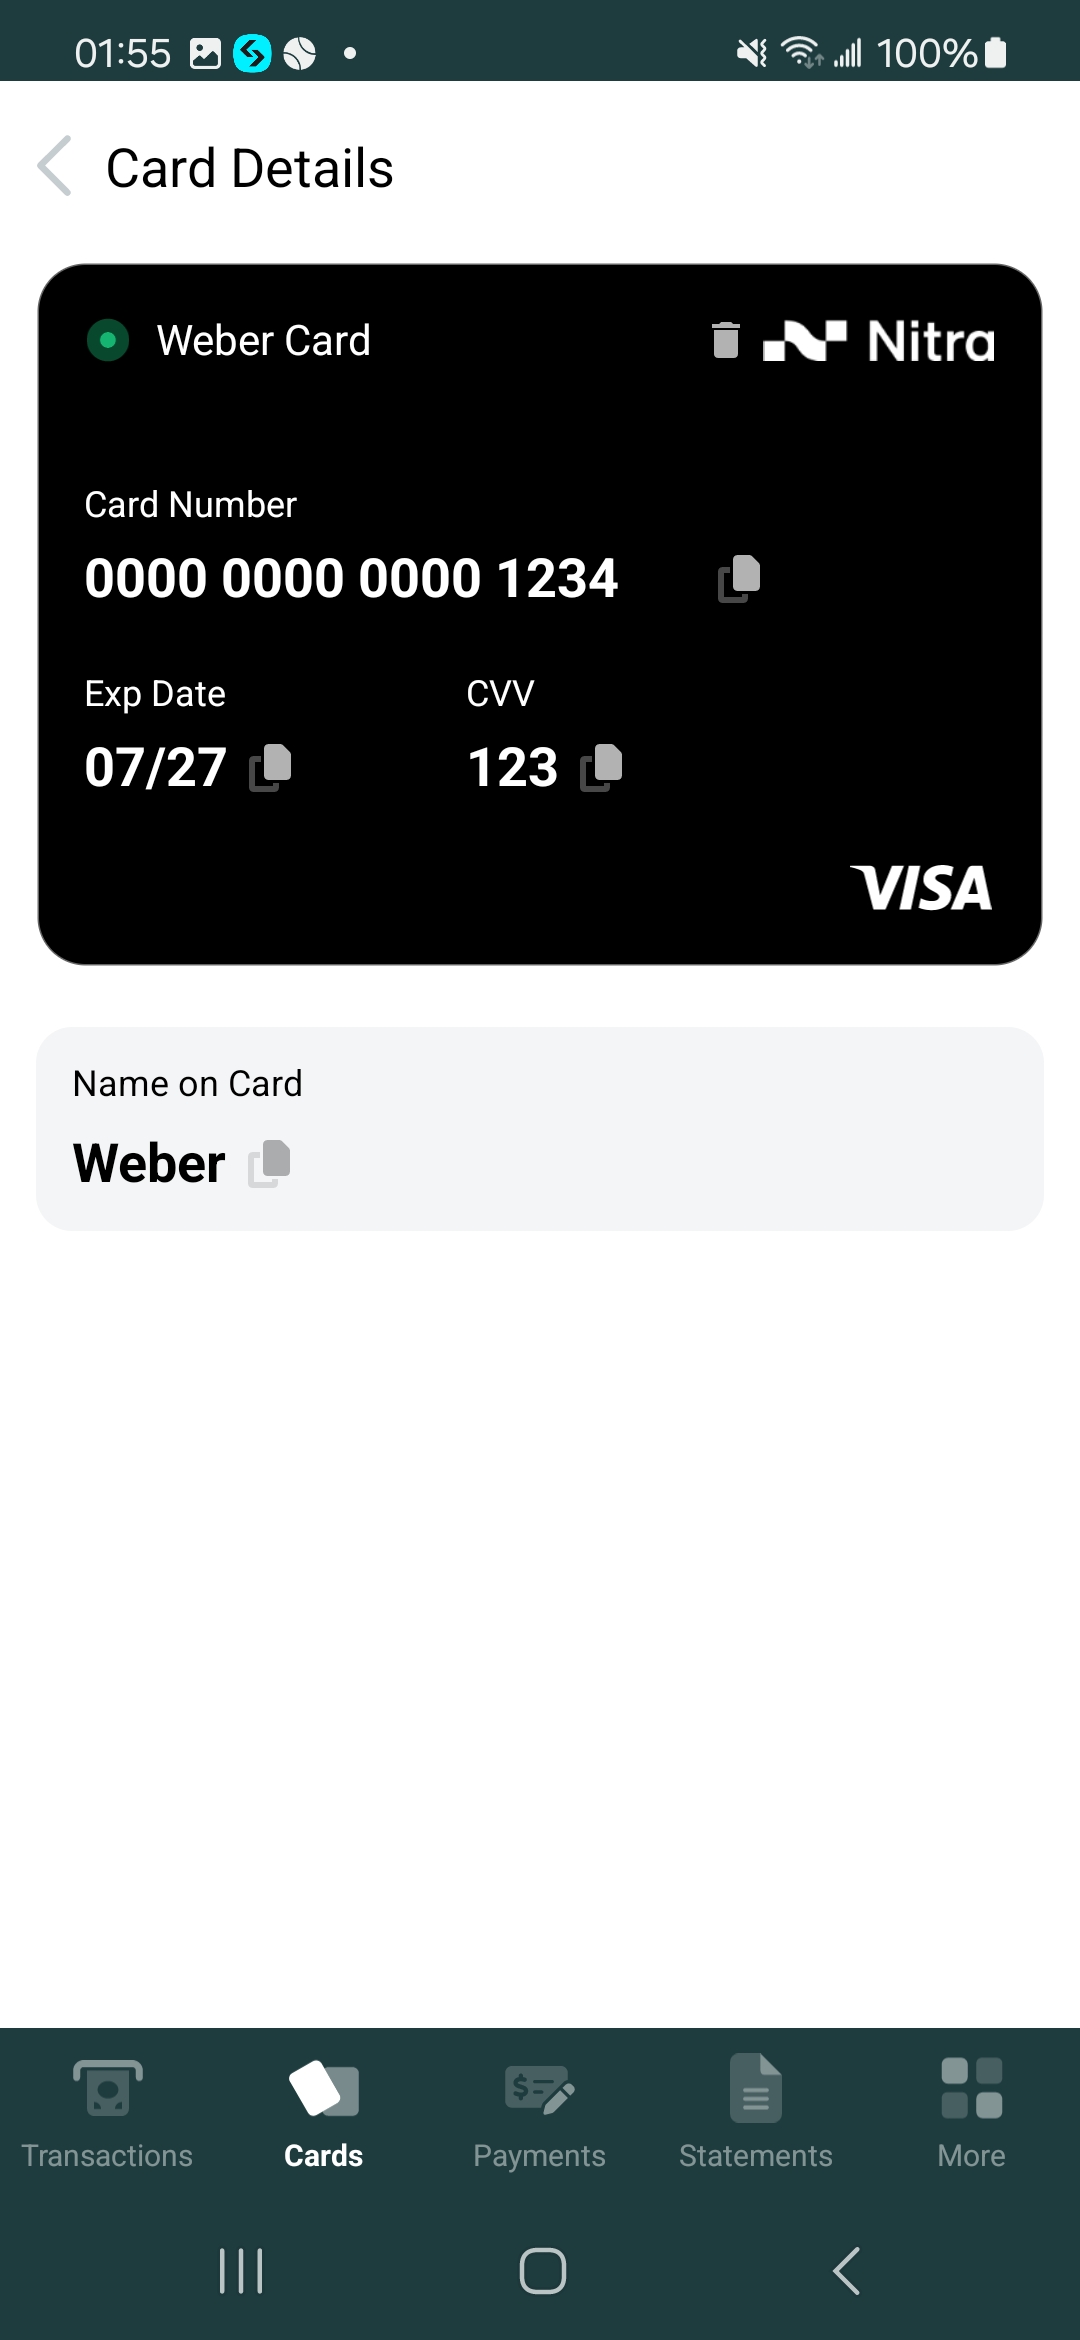 01:55 100%
Card Details
Weber Card Nitra
Card Number
0000 0000 0000 1234
Exp Date CVV
07/27 123
VISA
Name on Card
Weber
Transactions Cards Payments Statements More